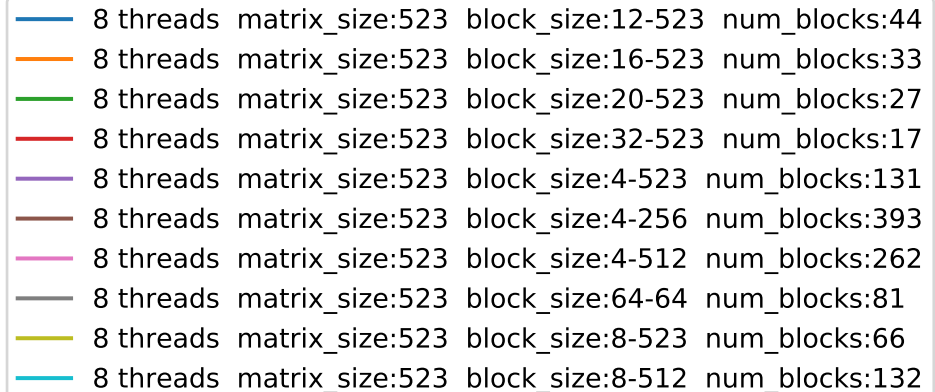 8 threads  matrix_size:523  block_size:12-523  num_blocks:44
8 threads  matrix_size:523  block_size:16-523  num_blocks:33
8 threads  matrix_size:523  block_size:20-523  num_blocks:27
8 threads  matrix_size:523  block_size:32-523  num_blocks:17
8 threads  matrix_size:523  block_size:4-523  num_blocks:131
8 threads  matrix_size:523  block_size:4-256  num_blocks:393
8 threads  matrix_size:523  block_size:4-512  num_blocks:262
8 threads  matrix_size:523  block_size:64-64  num_blocks:81
8 threads  matrix_size:523  block_size:8-523  num_blocks:66
8 threads  matrix_size:523  block_size:8-512  num_blocks:132